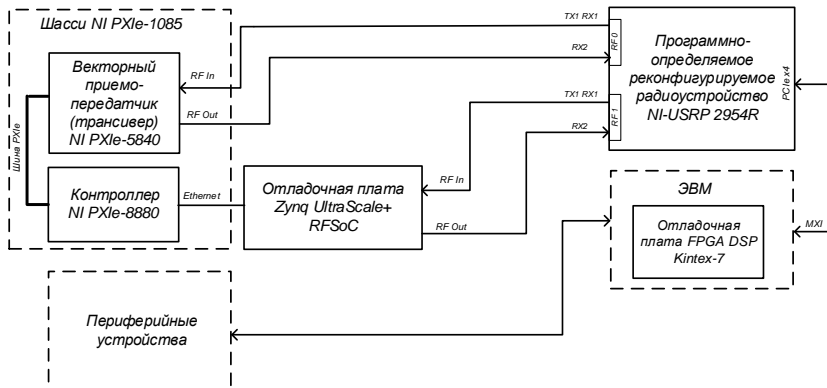 Шасси NI PXIe-1085
Векторный
приемо-
передатчик
(трансивер)
NI PXIe-5840
RF In
RF Out
Шина PXIe
Контроллер
NI PXIe-8880
Ethernet
Отладочная плата
Zynq UltraScale+
RFSoC
RF In
RF Out
TX1 RX1
RX2
RF 0
TX1 RX1
RX2
RF 1
Программно-
определяемое
реконфигурируемое
радиоустройство
NI-USRP 2954R
PCIex4
ЭВМ
Отладочная
плата FPGA DSP
Kintex-7
MXI
Периферийные
устройства